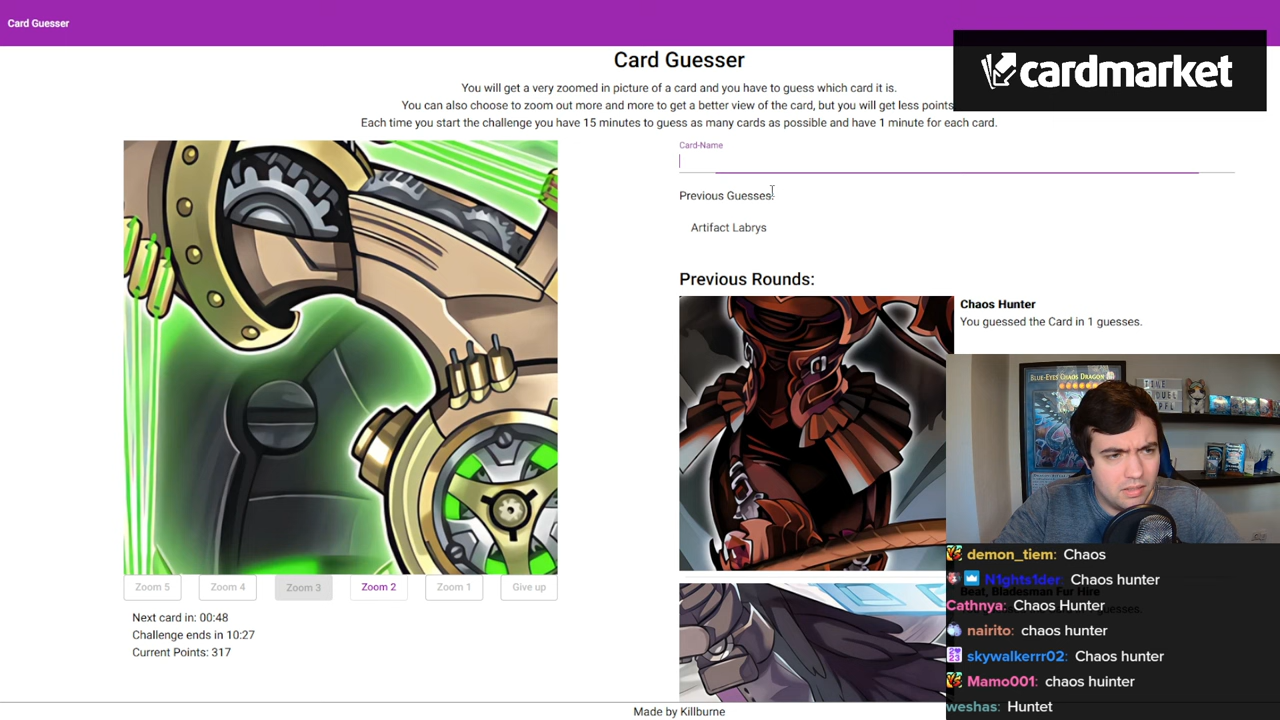 Card Guesser
Card Guesser
cardmarket
You will get a very zoomed in picture of a card and you have to guess which card it is.
You can also choose to zoom out more and more to get a better view of the card, but you will get less points
Each time you start the challenge you have 15 minutes to guess as many cards as possible and have 1 minute for each card.
Card-Name
Previous Guesses:
Artifact Labrys
Previous Rounds:
Chaos Hunter
You guessed the Card in 1 guesses.
BLUE-EYES CHAOS DRAGON
demon_tiem: Chaos
N1ghts1der: Chaos hunter
Cathnya: Chaos Hunter
nairito: chaos hunter
skywalkerrr02: Chaos hunter
Mamo001: chaos huinter
weshas: Huntet
Zoom 5
Zoom 4
Zoom 3
Zoom 2
Zoom 1
Give up
Next card in: 00:48
Challenge ends in 10:27
Current Points: 317
Made by Killburne